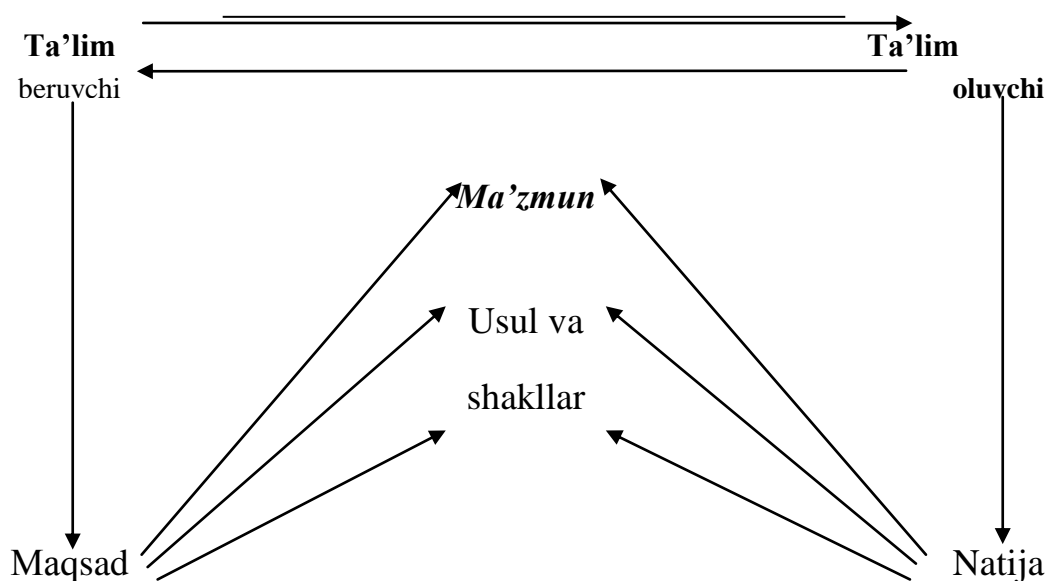 Ta’lim Ta’lim
beruvchi oluvchi
Ma’zmun
Usul va
shakllar
Maqsad Natija